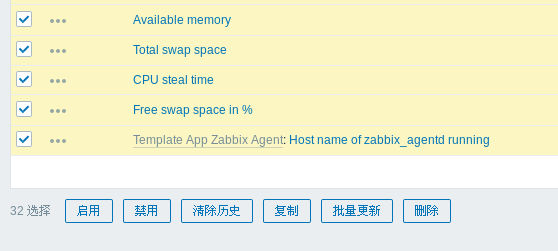 Available memory
Total swap space
CPU steal time
Free swap space in %
Template App Zabbix Agent: Host name of zabbix_agentd running
32 选择 启用 禁用 清除历史 复制 批量更新 删除